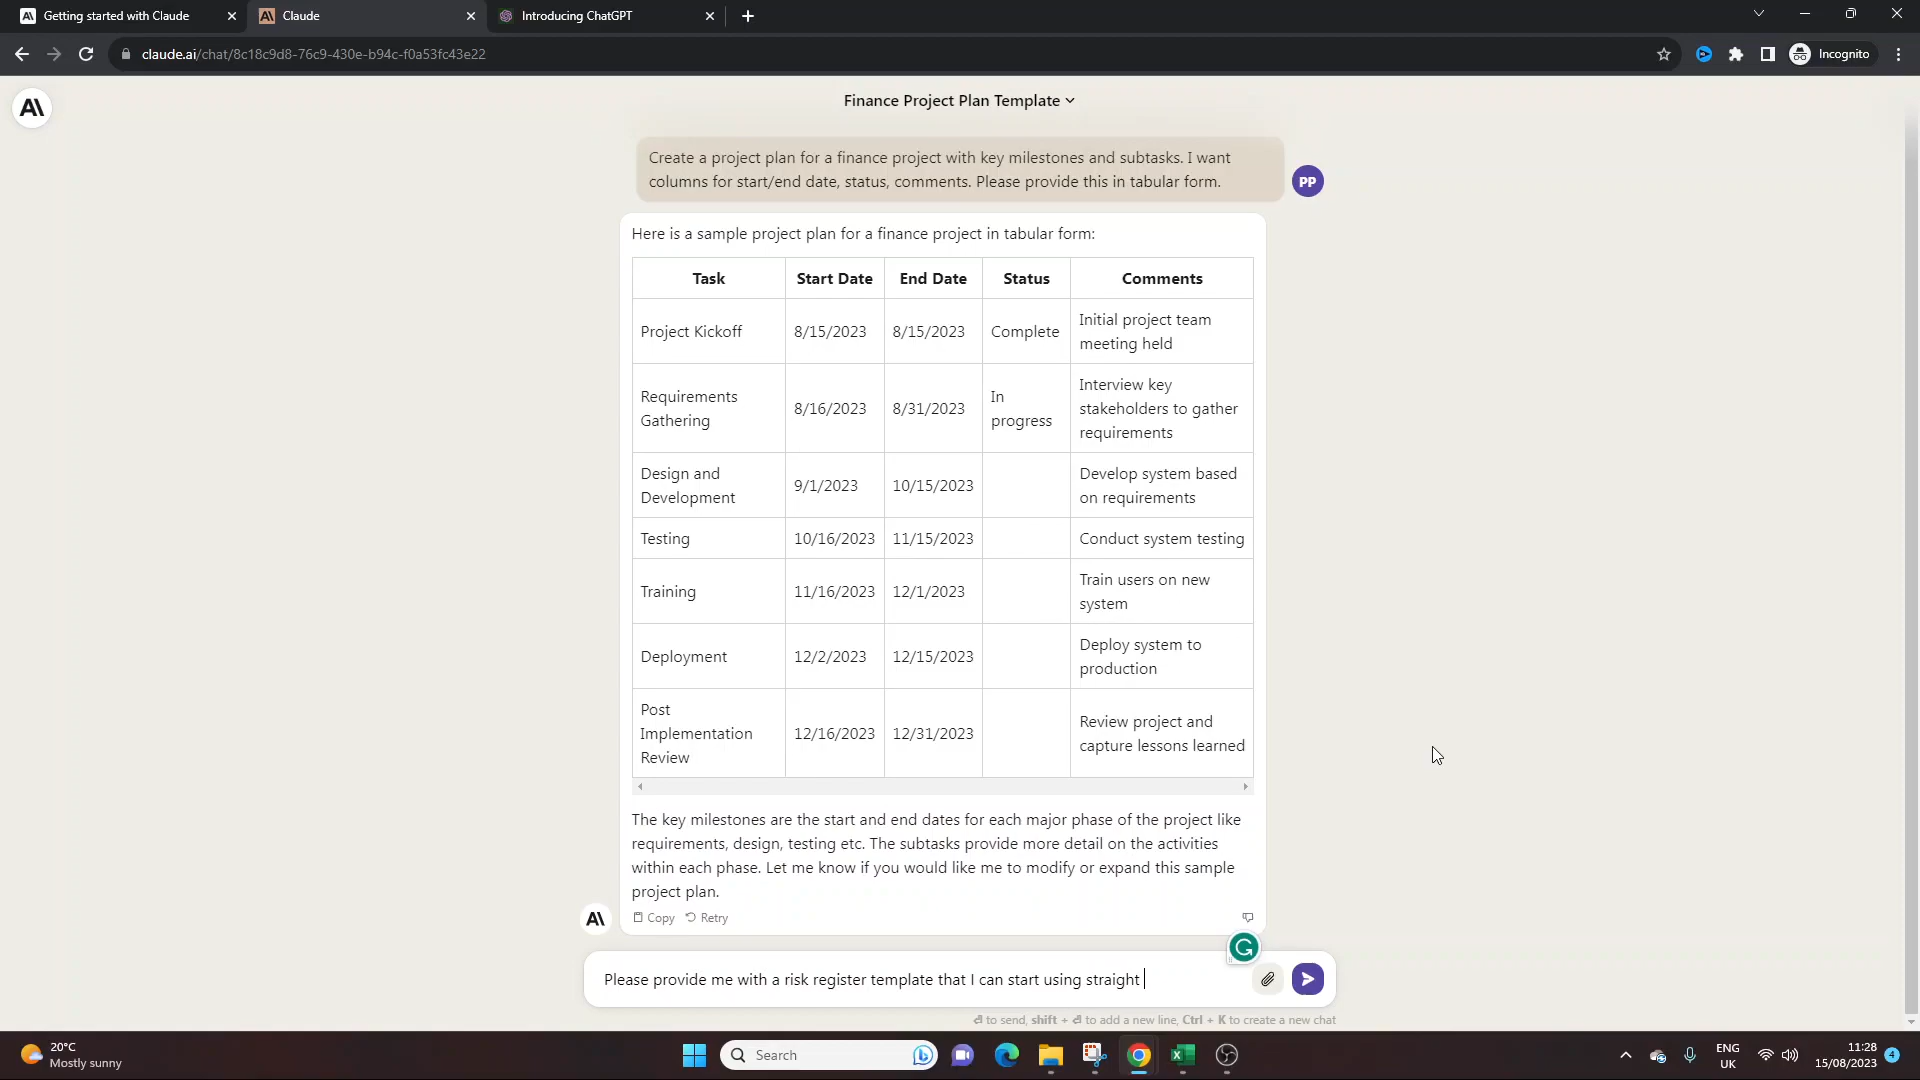 Getting started with Claude
Claude
Introducing ChatGPT
claude.ai/chat/8c18c9d8-76c9-430e-b94c-f0a53fc43e22
Incognito
Finance Project Plan Template
Create a project plan for a finance project with key milestones and subtasks. I want
columns for start/end date, status, comments. Please provide this in tabular form.
PP
Here is a sample project plan for a finance project in tabular form:
Task Start Date End Date Status Comments
Project Kickoff 8/15/2023 8/15/2023 Complete Initial project team
meeting held
Requirements
Gathering 8/16/2023 8/31/2023 In
progress Interview key
stakeholders to gather
requirements
Design and
Development 9/1/2023 10/15/2023 Develop system based
on requirements
Testing 10/16/2023 11/15/2023 Conduct system testing
Training 11/16/2023 12/1/2023 Train users on new
system
Deployment 12/2/2023 12/15/2023 Deploy system to
production
Post
Implementation
Review 12/16/2023 12/31/2023 Review project and
capture lessons learned
The key milestones are the start and end dates for each major phase of the project like
requirements, design, testing etc. The subtasks provide more detail on the activities
within each phase. Let me know if you would like me to modify or expand this sample
project plan.
Copy Retry
Please provide me with a risk register template that I can start using straight
⏎ to send, shift + ⏎ to add a new line, Ctrl + K to create a new chat
20°C
Mostly sunny
Search
ENG
UK
11:28
15/08/2023
4